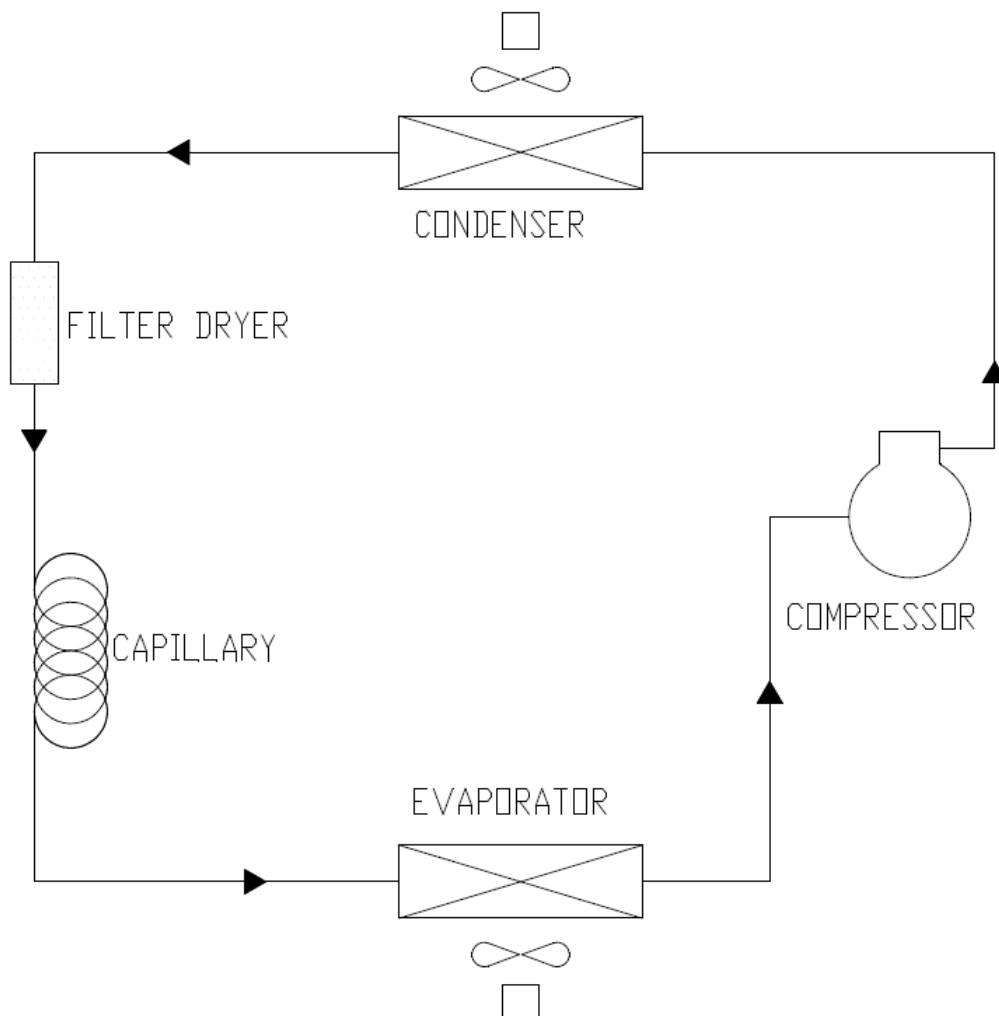 CONDENSER
FILTER DRYER
COMPRESSOR
CAPILLARY
EVAPORATOR